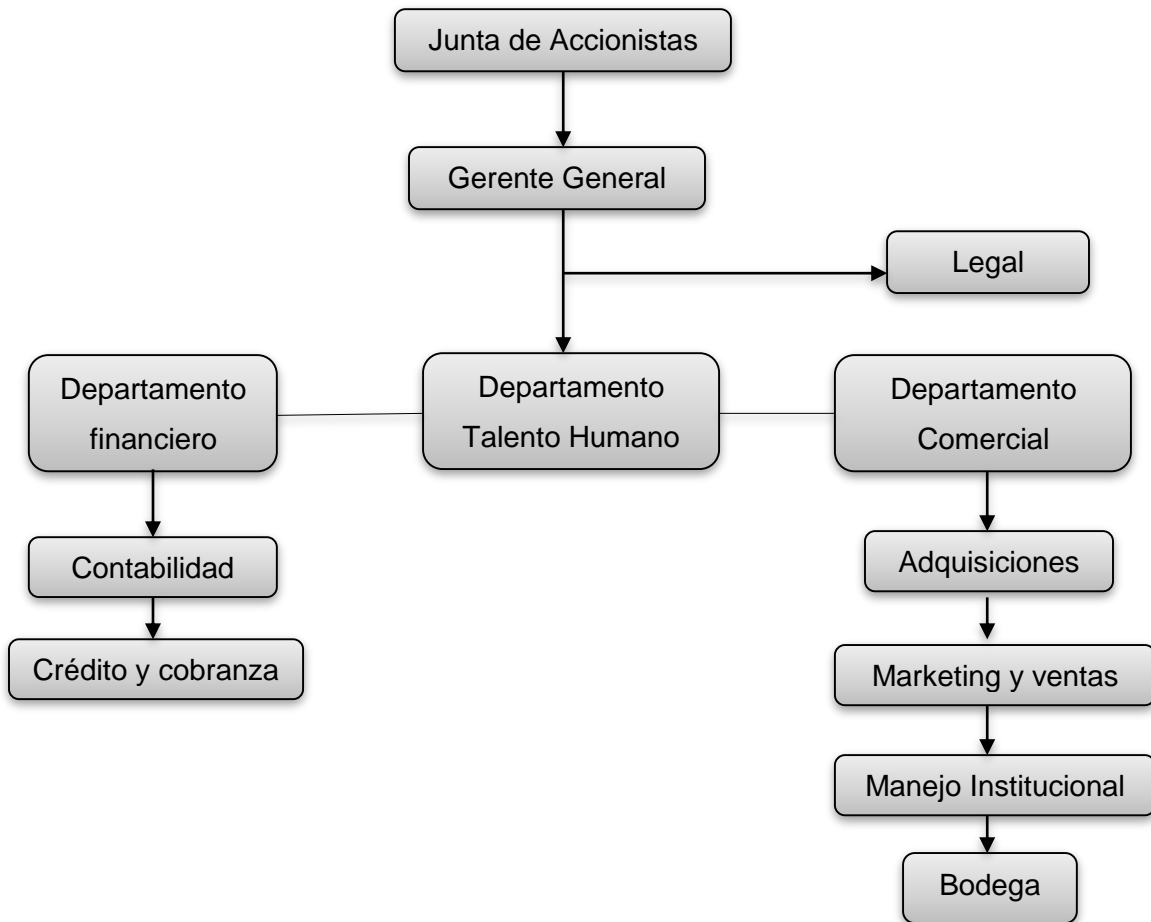 Junta de Accionistas
Gerente General
Legal
Departamento
financiero
Departamento
Talento Humano
Departamento
Comercial
Contabilidad
Crédito y cobranza
Adquisiciones
Marketing y ventas
Manejo Institucional
Bodega